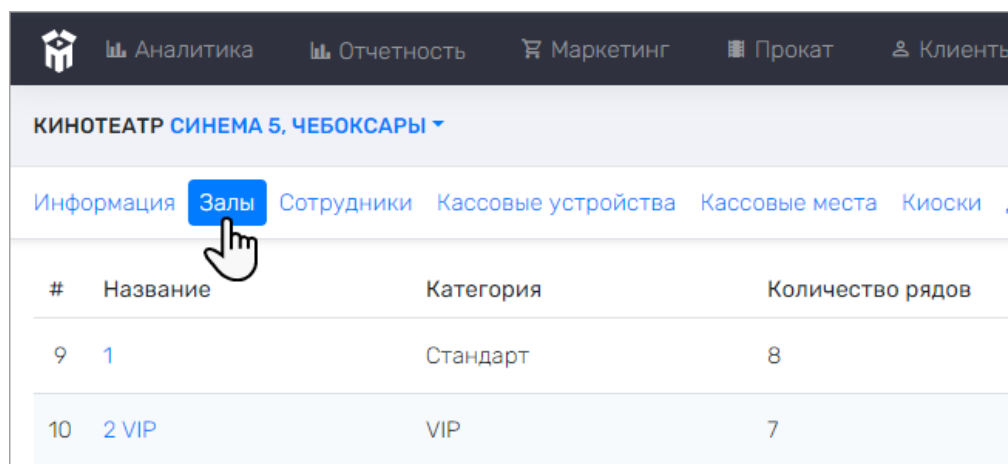 Аналитика Отчетность Маркетинг Прокат Клиенты
КИНОТЕАТР СИНЕМА 5, ЧЕБОКСАРЫ
Информация Залы Сотрудники Кассовые устройства Кассовые места Киоски
# Название Категория Количество рядов
9 1 Стандарт 8
10 2 VIP VIP 7